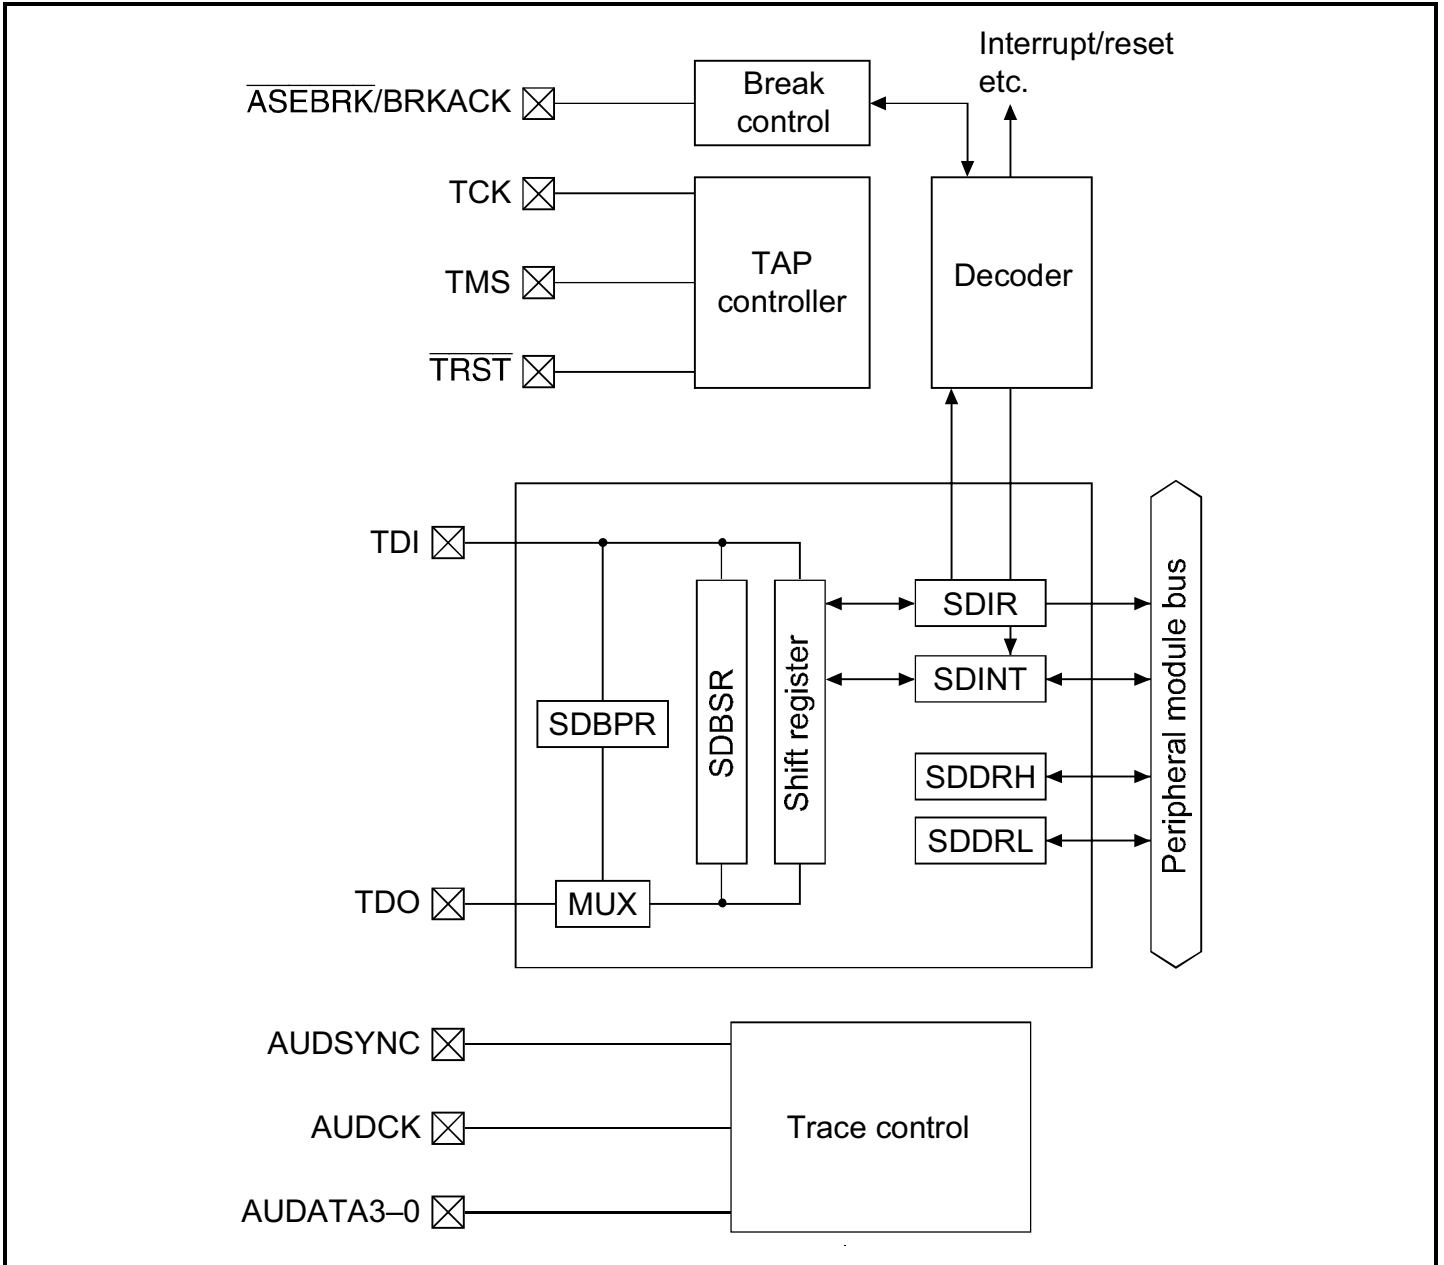 Interrupt/reset
etc.
ASEBRK/BRKACK
Break
control
TCK
TMS
TRST
TAP
controller
Decoder
TDI
TDO
SDBPR
MUX
SDBSR
Shift register
SDIR
SDINT
SDDRH
SDDRL
Peripheral module bus
AUDSYNC
AUDCK
AUDATA3–0
Trace control